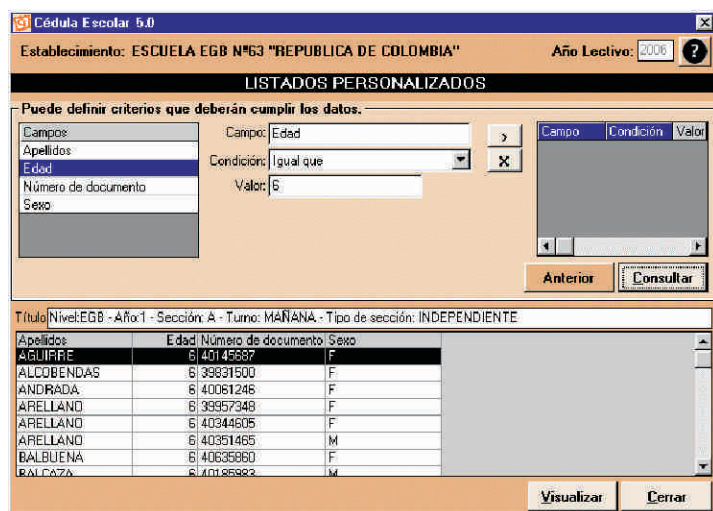 Cédula Escolar 5.0
Establecimiento: ESCUELA EGB Nº63 "REPUBLICA DE COLOMBIA" Año Lectivo: 2006
LISTADOS PERSONALIZADOS
Puede definir criterios que deberán cumplir los datos.
Campos
Apellidos
Edad
Número de documento
Sexo
Campo: Edad
Condición: Igual que
Valor: 6
Campo Condición Valor
Anterior Consultar
Título Nivel:EGB - Año:1 - Sección: A - Turno: MAÑANA - Tipo de sección: INDEPENDIENTE
Apellidos Edad Número de documento Sexo
AGUIRRE 6 40145687 F
ALCOBENDAS 6 39831500 F
ANDRADA 6 40061246 F
ARELLANO 6 39957348 F
ARELLANO 6 40344605 F
ARELLANO 6 40351465 M
BALBUENA 6 40635860 F
BALCAZA 6 40185983 M
Visualizar Cerrar